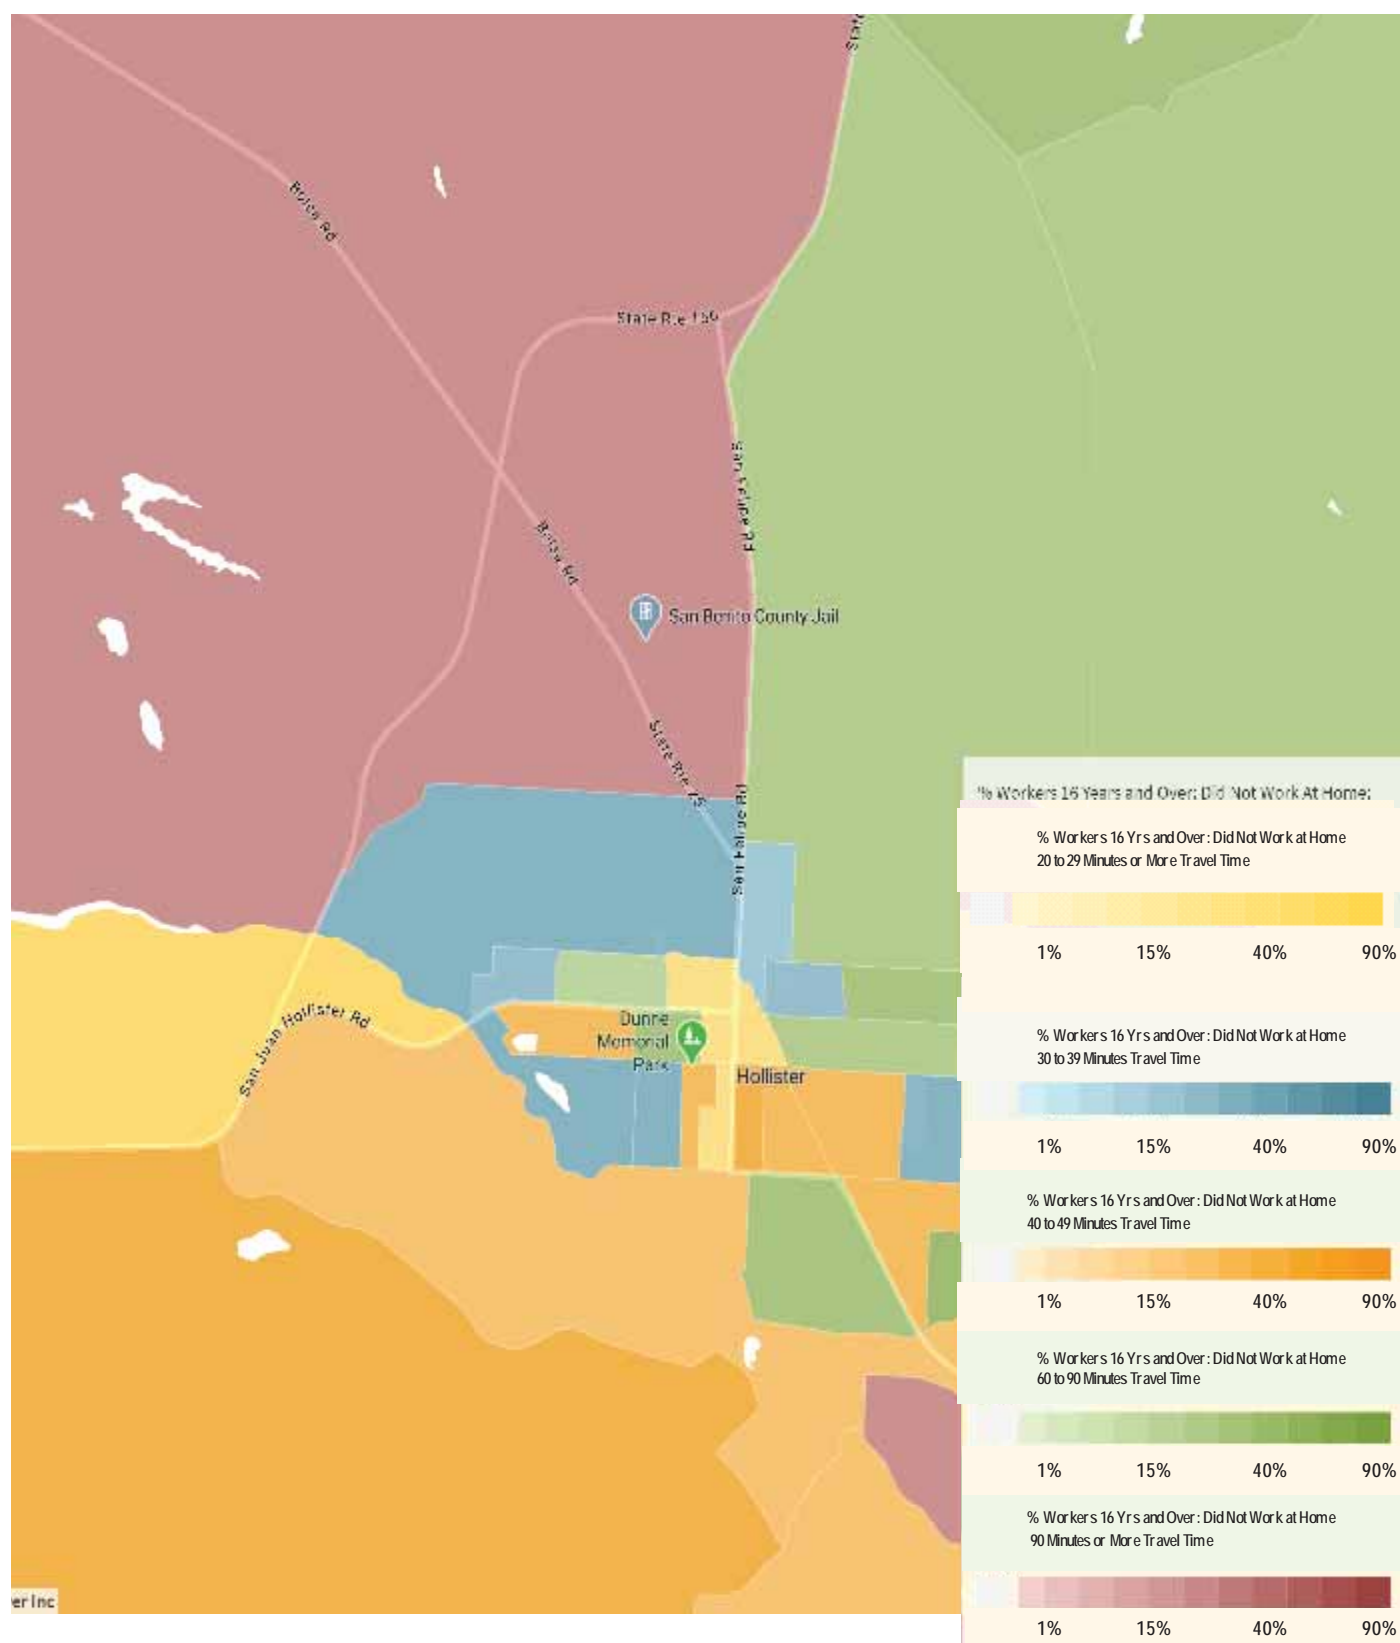 State
Bolsa Rd
State Rte 156
San Felipe Rd
Bolsa Rd
San Benito County Jail
State Rte 25
San Felipe Rd
San Juan Hollister Rd
Dunne
Memorial
Park
Hollister
er Inc
% Workers 16 Years and Over: Did Not Work At Home:
% Workers 16 Yrs and Over: Did Not Work at Home
20 to 29 Minutes or More Travel Time
1% 15% 40% 90%
% Workers 16 Yrs and Over: Did Not Work at Home
30 to 39 Minutes Travel Time
1% 15% 40% 90%
% Workers 16 Yrs and Over: Did Not Work at Home
40 to 49 Minutes Travel Time
1% 15% 40% 90%
% Workers 16 Yrs and Over: Did Not Work at Home
60 to 90 Minutes Travel Time
1% 15% 40% 90%
% Workers 16 Yrs and Over: Did Not Work at Home
90 Minutes or More Travel Time
1% 15% 40% 90%